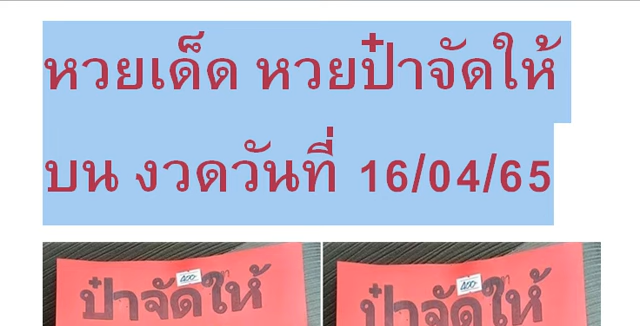 หวยเด็ด หวยป๋าจัดให้
บน งวดวันที่ 16/04/65
ป๋าจัดให้
ป๋าจัดให้